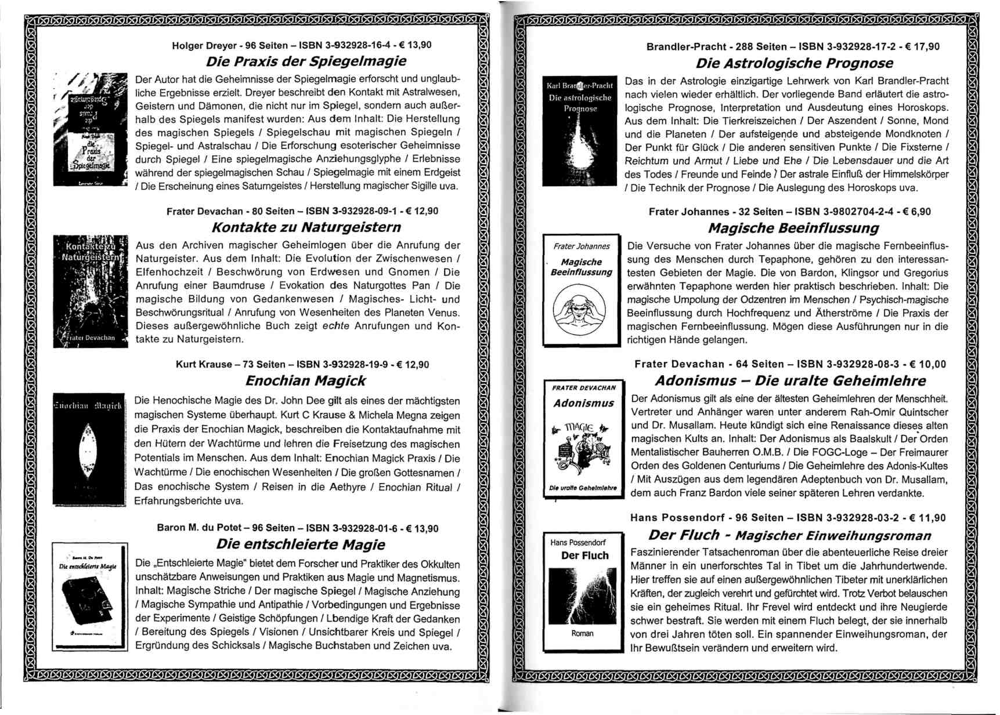 Holger Dreyer - 96 Seiten – ISBN 3-932928-16-4 - € 13,90
Die Praxis der Spiegelmagie
die
Praxis
der
Spiegelmagie
Der Autor hat die Geheimnisse der Spiegelmagie erforscht und unglaub-
liche Ergebnisse erzielt. Dreyer beschreibt den Kontakt mit Astralwesen,
Geistern und Dämonen, die nicht nur im Spiegel, sondern auch außer-
halb des Spiegels manifest wurden: Aus dem Inhalt: Die Herstellung
des magischen Spiegels / Spiegelschau mit magischen Spiegeln /
Spiegel- und Astralschau / Die Erforschung esoterischer Geheimnisse
durch Spiegel / Eine spiegelmagische Anziehungsglyphe / Erlebnisse
während der spiegelmagischen Schau / Spiegelmagie mit einem Erdgeist
/ Die Erscheinung eines Saturngeistes / Herstellung magischer Sigille uva.
Frater Devachan - 80 Seiten – ISBN 3-932928-09-1 - € 12,90
Kontakte zu Naturgeistern
Kontakte zu
Naturgeistern
Frater Devachan
Aus den Archiven magischer Geheimlogen über die Anrufung der
Naturgeister. Aus dem Inhalt: Die Evolution der Zwischenwesen /
Elfenhochzeit / Beschwörung von Erdwesen und Gnomen / Die
Anrufung einer Baumdruse / Evokation des Naturgottes Pan / Die
magische Bildung von Gedankenwesen / Magisches- Licht- und
Beschwörungsritual / Anrufung von Wesenheiten des Planeten Venus.
Dieses außergewöhnliche Buch zeigt echte Anrufungen und Kon-
takte zu Naturgeistern.
Kurt Krause – 73 Seiten – ISBN 3-932928-19-9 - € 12,90
Enochian Magick
Enochian Magick
Die Henochische Magie des Dr. John Dee gilt als eines der mächtigsten
magischen Systeme überhaupt. Kurt C Krause & Michela Megna zeigen
die Praxis der Enochian Magick, beschreiben die Kontaktaufnahme mit
den Hütern der Wachtürme und lehren die Freisetzung des magischen
Potentials im Menschen. Aus dem Inhalt: Enochian Magick Praxis / Die
Wachtürme / Die enochischen Wesenheiten / Die großen Gottesnamen /
Das enochische System / Reisen in die Aethyre / Enochian Ritual /
Erfahrungsberichte uva.
Baron M. du Potet – 96 Seiten – ISBN 3-932928-01-6 - € 13,90
Die entschleierte Magie
Baron M. Du Potet
Die entschleierte Magie
Die „Entschleierte Magie" bietet dem Forscher und Praktiker des Okkulten
unschätzbare Anweisungen und Praktiken aus Magie und Magnetismus.
Inhalt: Magische Striche / Der magische Spiegel / Magische Anziehung
/ Magische Sympathie und Antipathie / Vorbedingungen und Ergebnisse
der Experimente / Geistige Schöpfungen / Lbendige Kraft der Gedanken
/ Bereitung des Spiegels / Visionen / Unsichtbarer Kreis und Spiegel /
Ergründung des Schicksals / Magische Buchstaben und Zeichen uva.
Brandler-Pracht - 288 Seiten – ISBN 3-932928-17-2 - € 17,90
Die Astrologische Prognose
Karl Brandler-Pracht
Die astrologische
Prognose
Das in der Astrologie einzigartige Lehrwerk von Karl Brandler-Pracht
nach vielen wieder erhältlich. Der vorliegende Band erläutert die astro-
logische Prognose, Interpretation und Ausdeutung eines Horoskops.
Aus dem Inhalt: Die Tierkreiszeichen / Der Aszendent / Sonne, Mond
und die Planeten / Der aufsteigende und absteigende Mondknoten /
Der Punkt für Glück / Die anderen sensitiven Punkte / Die Fixsterne /
Reichtum und Armut / Liebe und Ehe / Die Lebensdauer und die Art
des Todes / Freunde und Feinde / Der astrale Einfluß der Himmelskörper
/ Die Technik der Prognose / Die Auslegung des Horoskops uva.
Frater Johannes - 32 Seiten – ISBN 3-9802704-2-4 - € 6,90
Magische Beeinflussung
Frater Johannes
Magische
Beeinflussung
Die Versuche von Frater Johannes über die magische Fernbeeinflus-
sung des Menschen durch Tepaphone, gehören zu den interessan-
testen Gebieten der Magie. Die von Bardon, Klingsor und Gregorius
erwähnten Tepaphone werden hier praktisch beschrieben. Inhalt: Die
magische Umpolung der Odzentren im Menschen / Psychisch-magische
Beeinflussung durch Hochfrequenz und Ätherströme / Die Praxis der
magischen Fernbeeinflussung. Mögen diese Ausführungen nur in die
richtigen Hände gelangen.
Frater Devachan - 64 Seiten – ISBN 3-932928-08-3 - € 10,00
Adonismus – Die uralte Geheimlehre
FRATER DEVACHAN
Adonismus
MAGIE
Die uralte Geheimlehre
Der Adonismus gilt als eine der ältesten Geheimlehren der Menschheit.
Vertreter und Anhänger waren unter anderem Rah-Omir Quintscher
und Dr. Musallam. Heute kündigt sich eine Renaissance dieses alten
magischen Kults an. Inhalt: Der Adonismus als Baalskult / Der Orden
Mentalistischer Bauherren O.M.B. / Die FOGC-Loge – Der Freimaurer
Orden des Goldenen Centuriums / Die Geheimlehre des Adonis-Kultes
/ Mit Auszügen aus dem legendären Adeptenbuch von Dr. Musallam,
dem auch Franz Bardon viele seiner späteren Lehren verdankte.
Hans Possendorf - 96 Seiten – ISBN 3-932928-03-2 - € 11,90
Der Fluch - Magischer Einweihungsroman
Hans Possendorf
Der Fluch
Roman
Faszinierender Tatsachenroman über die abenteuerliche Reise dreier
Männer in ein unerforschtes Tal in Tibet um die Jahrhundertwende.
Hier treffen sie auf einen außergewöhnlichen Tibeter mit unerklärlichen
Kräften, der zugleich verehrt und gefürchtet wird. Trotz Verbot belauschen
sie ein geheimes Ritual. Ihr Frevel wird entdeckt und ihre Neugierde
schwer bestraft. Sie werden mit einem Fluch belegt, der sie innerhalb
von drei Jahren töten soll. Ein spannender Einweihungsroman, der
Ihr Bewußtsein verändern und erweitern wird.